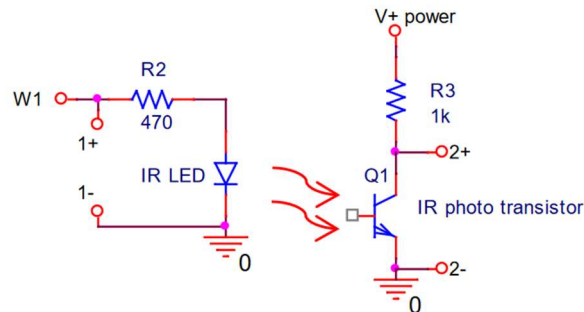 V+ power
R2
W1
470
1+
R3
1k
2+
Q1
IR LED
1-
IR photo transistor
0
2-
0